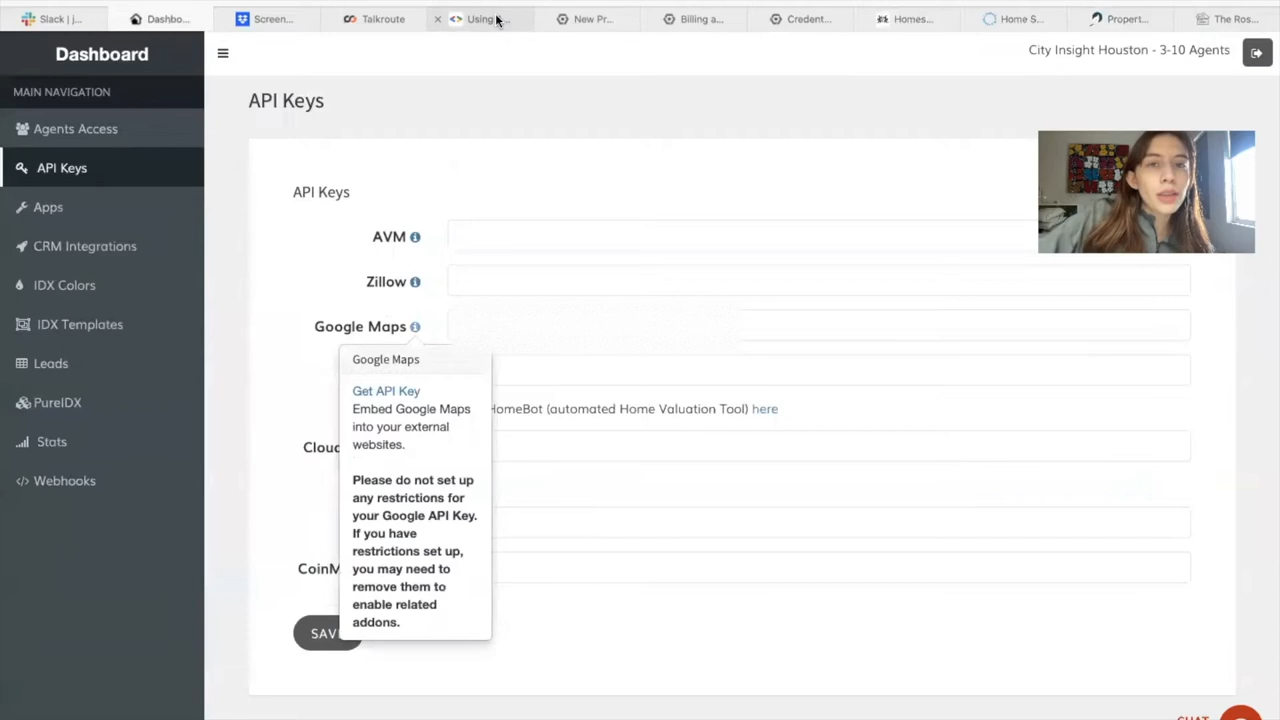 Slack | j...
Dashbo...
Screen...
Talkroute
Using
New Pr...
Billing a...
Credent...
Homes...
Home S...
Propert...
The Ros...
Dashboard
City Insight Houston - 3-10 Agents
MAIN NAVIGATION
Agents Access
API Keys
Apps
CRM Integrations
IDX Colors
IDX Templates
Leads
PureIDX
Stats
Webhooks
API Keys
API Keys
AVM
Zillow
Google Maps
Google Maps
Get API Key
Embed Google Maps
into your external
websites.
Please do not set up
any restrictions for
your Google API Key.
If you have
restrictions set up,
you may need to
remove them to
enable related
addons.
HomeBot (automated Home Valuation Tool) here
Cloud
CoinM
SAV
CHAT